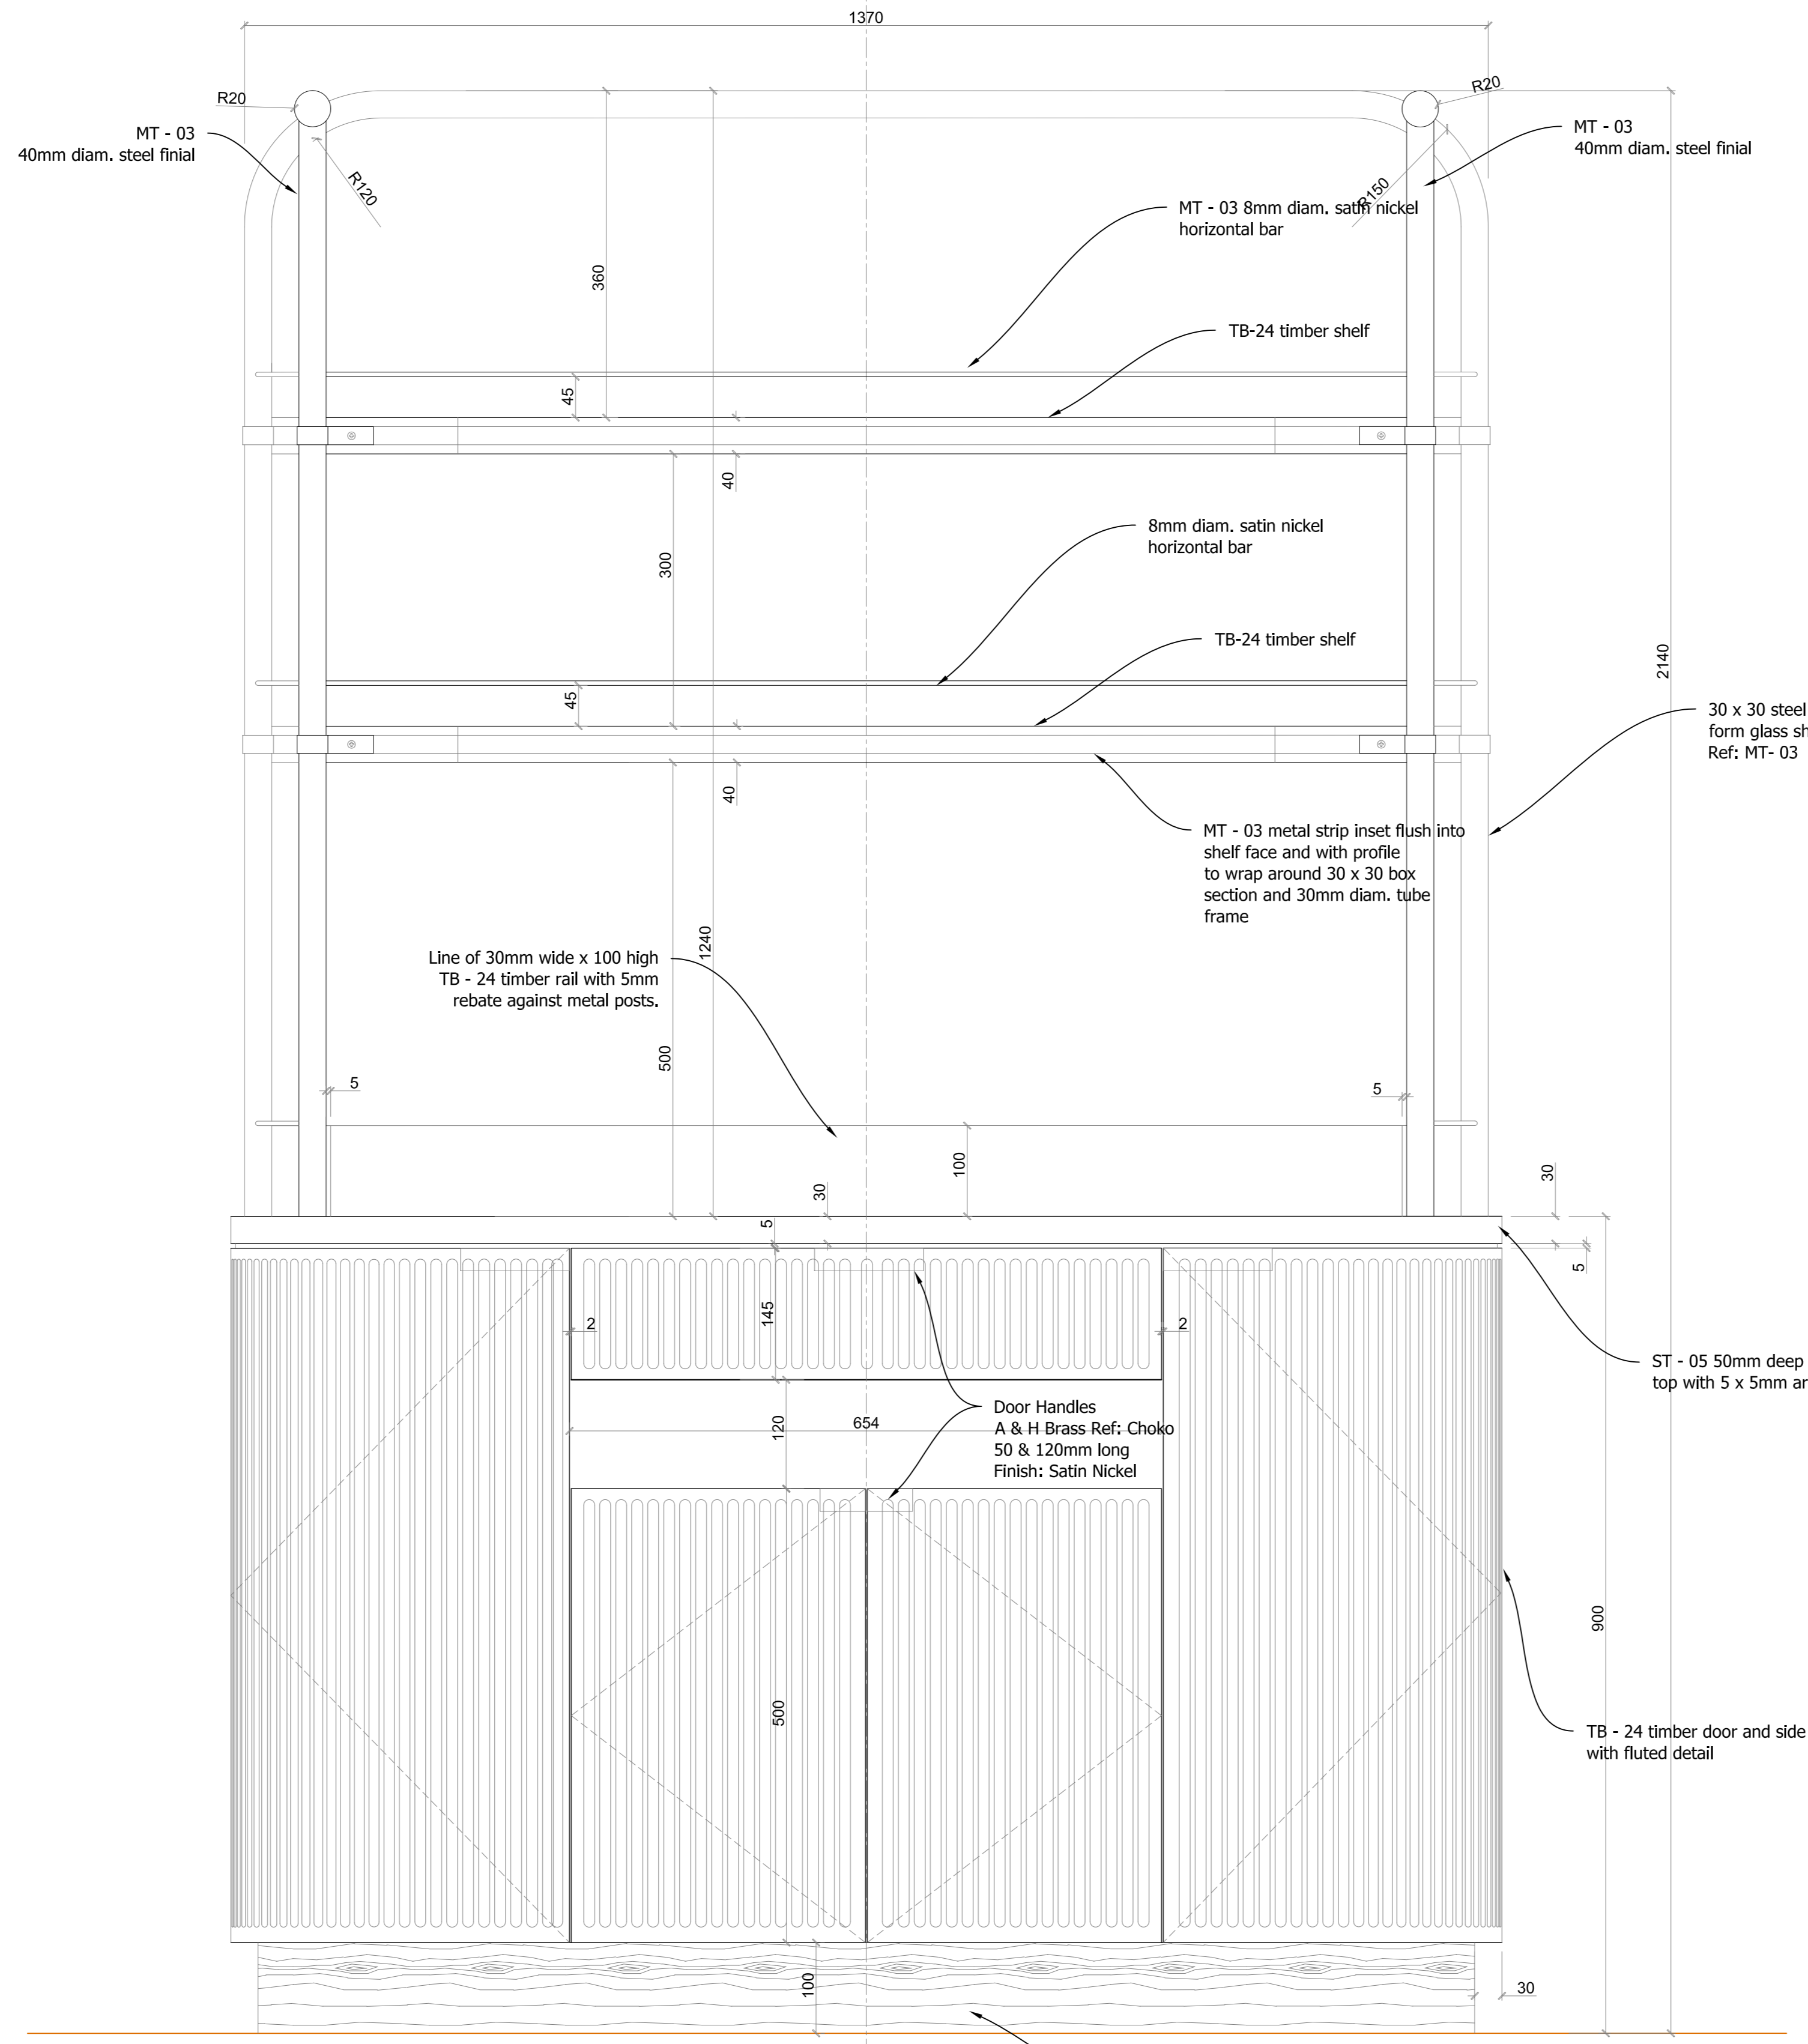 1370
R20
R20
MT - 03
40mm diam. steel finial
MT - 03
40mm diam. steel finial
R120
R150
MT - 03 8mm diam. satin nickel
horizontal bar
360
TB-24 timber shelf
45
40
8mm diam. satin nickel
horizontal bar
300
TB-24 timber shelf
2140
45
30 x 30 steel
form glass
Ref: MT- 03
40
MT - 03 metal strip inset flush into
shelf face and with profile
to wrap around 30 x 30 box
section and 30mm diam. tube
frame
1240
Line of 30mm wide x 100 high
TB - 24 timber rail with 5mm
rebate against metal posts.
500
5
5
100
30
30
5
5
145
2
2
ST - 05 50mm deep
top with 5 x 5mm
Door Handles
A & H Brass Ref: Choko
50 & 120mm long
Finish: Satin Nickel
120
654
900
500
TB - 24 timber door and side
with fluted detail
100
30